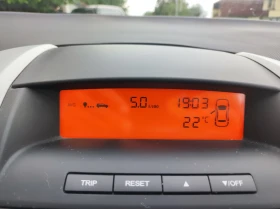 5.0 19:03
22°C
TRIP RESET ▲ ▼/OFF